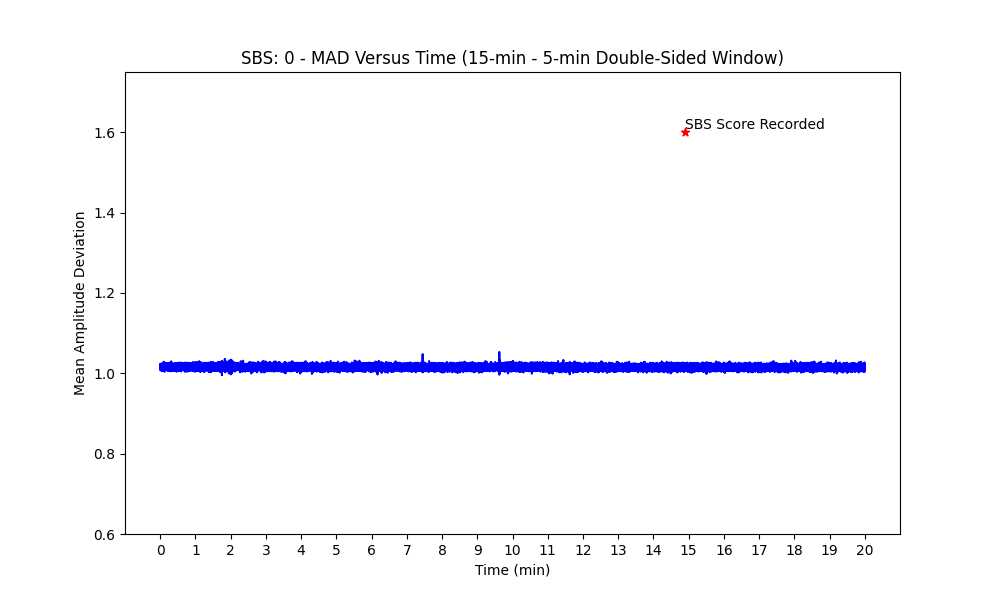 SBS: 0 - MAD Versus Time (15-min - 5-min Double-Sided Window)
SBS Score Recorded
Mean Amplitude Deviation
1.6
1.4
1.2
1.0
0.8
0.6
0 1 2 3 4 5 6 7 8 9 10 11 12 13 14 15 16 17 18 19 20
Time (min)